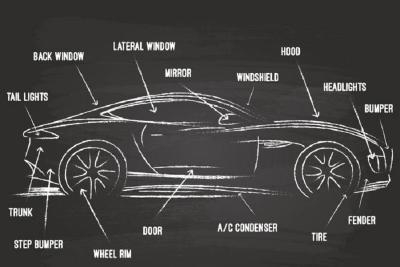 LATERAL WINDOW
HOOD
BACK WINDOW
MIRROR
WINDSHIELD
HEADLIGHTS
TAIL LIGHTS
BUMPER
TRUNK
FENDER
STEP BUMPER
DOOR
A/C CONDENSER
TIRE
WHEEL RIM